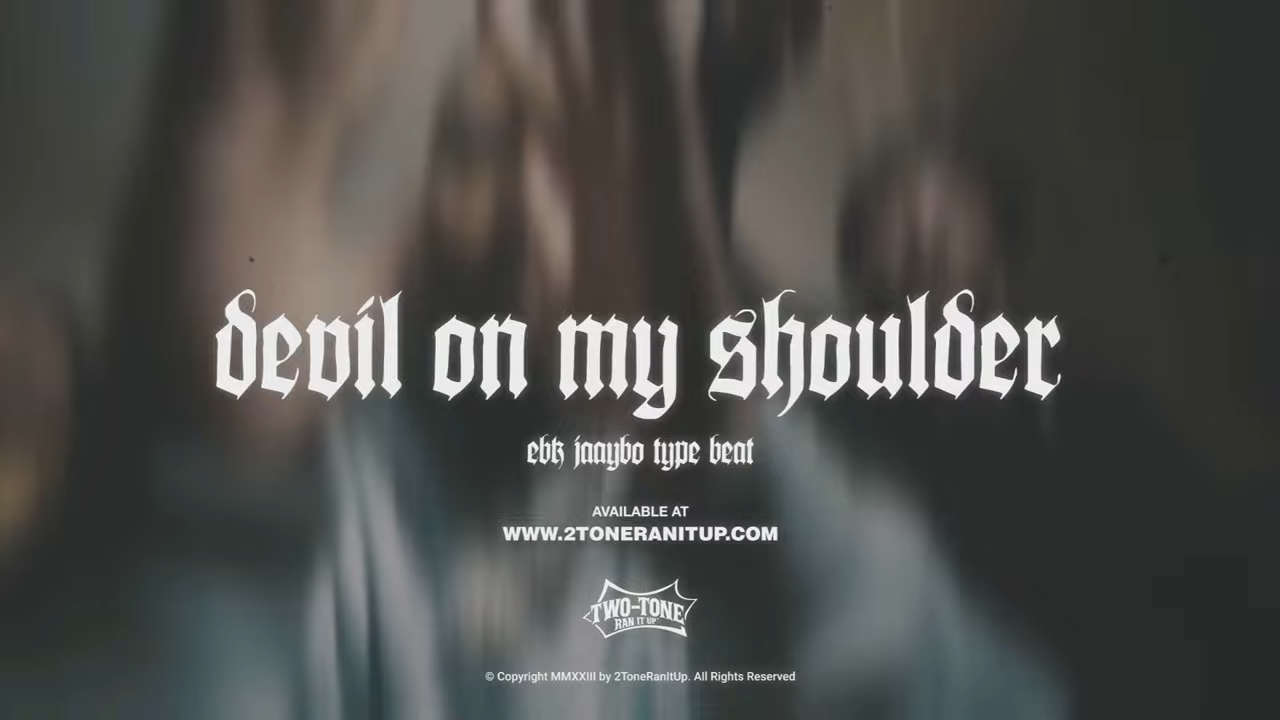 devil on my shoulder
ebk jaaybo type beat
AVAILABLE AT
WWW.2TONERANITUP.COM
TWO-TONE
RAN IT UP
© Copyright MMXXIII by 2ToneRanItUp. All Rights Reserved